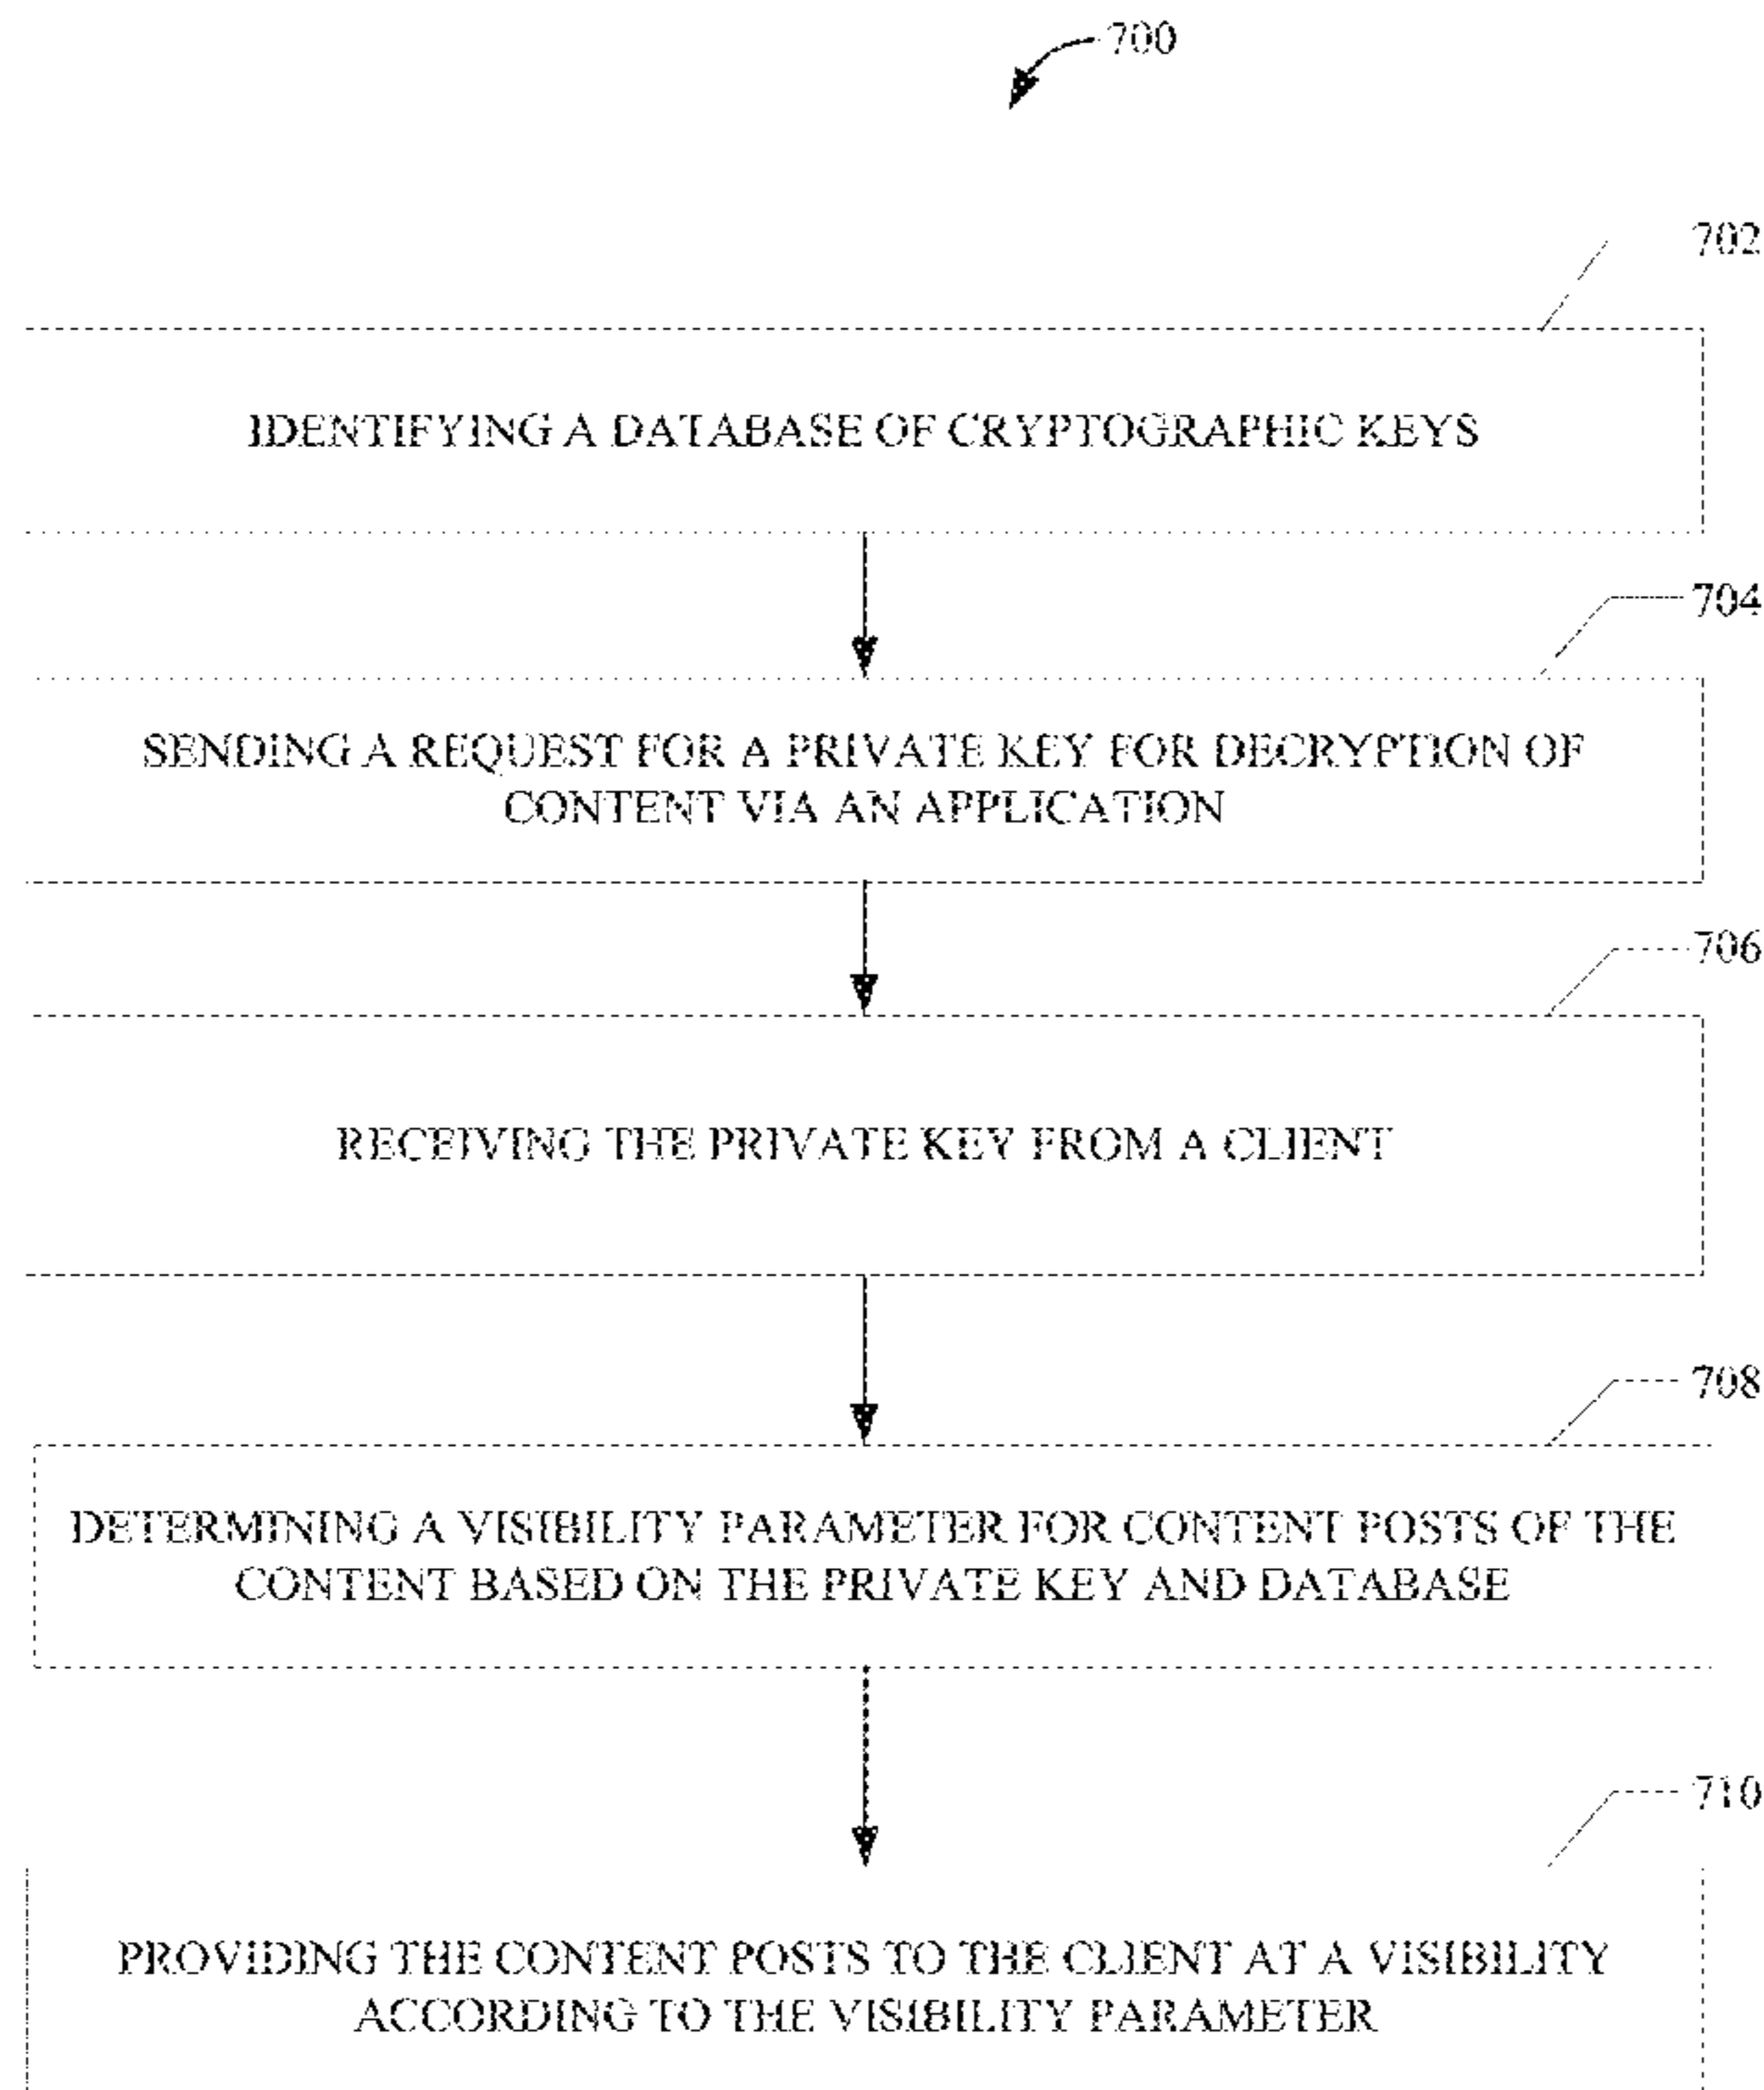 700
702
IDENTIFYING A DATABASE OF CRYPTOGRAPHIC KEYS
704
SENDING A REQUEST FOR A PRIVATE KEY FOR DECRYPTION OF
CONTENT VIA AN APPLICATION
706
RECEIVING THE PRIVATE KEY FROM A CLIENT
708
DETERMINING A VISIBILITY PARAMETER FOR CONTENT POSTS OF THE
CONTENT BASED ON THE PRIVATE KEY AND DATABASE
710
PROVIDING THE CONTENT POSTS TO THE CLIENT AT A VISIBILITY
ACCORDING TO THE VISIBILITY PARAMETER